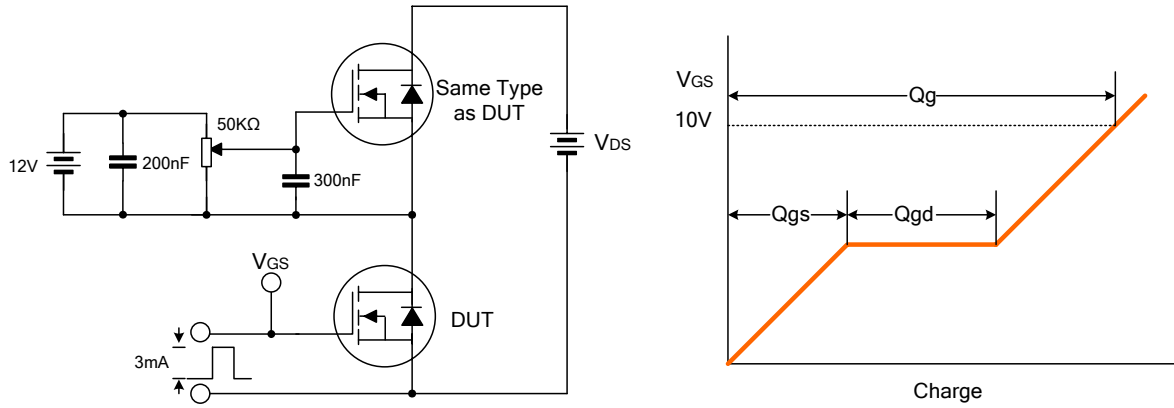 12V
200nF
50KΩ
300nF
Same Type
as DUT
VDS
VGS
DUT
3mA
VGS
10V
Qg
Qgs
Qgd
Charge